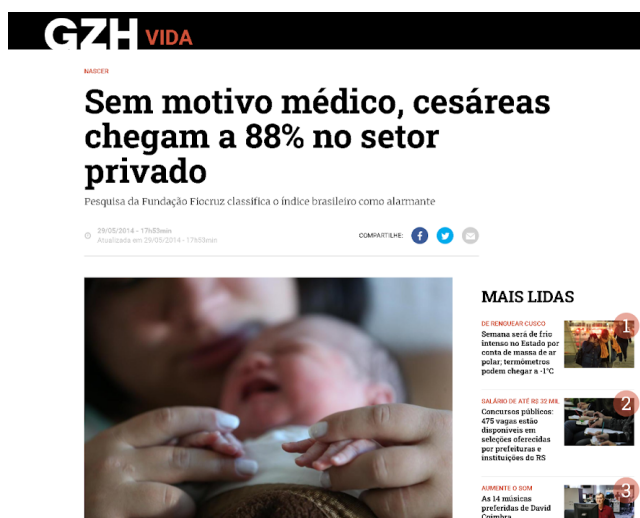 GZH VIDA
NASCER
Sem motivo médico, cesáreas
chegam a 88% no setor
privado
Pesquisa da Fundação Fiocruz classifica o índice brasileiro como alarmante
29/05/2014 - 17h53min
Atualizada em 29/05/2014 - 17h53min
COMPARTILHE:
MAIS LIDAS
DE RENGUEAR CUSCO
Semana será de frio
intenso no Estado por
conta de massa de ar
polar; termômetros
podem chegar a -1°C
1
SALÁRIO DE ATÉ R$ 32 MIL
Concursos públicos:
475 vagas estão
disponíveis em
seleções oferecidas
por prefeituras e
instituições do RS
2
AUMENTE O SOM
As 14 músicas
preferidas de David
Coimbra
3